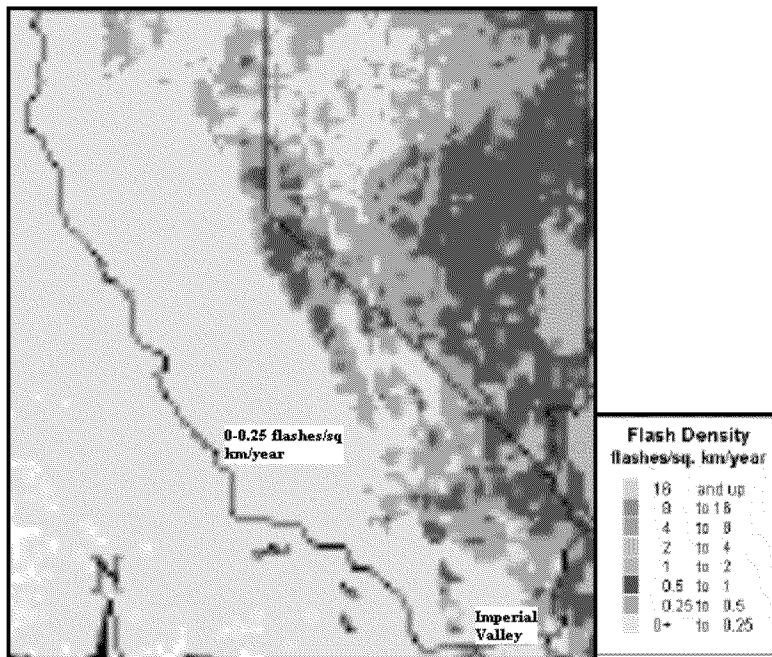 0-0.25 flashes/sq
km/year
N
Imperial
Valley
Flash Density
flashes/sq. km/year
16 and up
8 to 16
4 to 8
2 to 4
1 to 2
0.5 to 1
0.25 to 0.5
0+ to 0.25